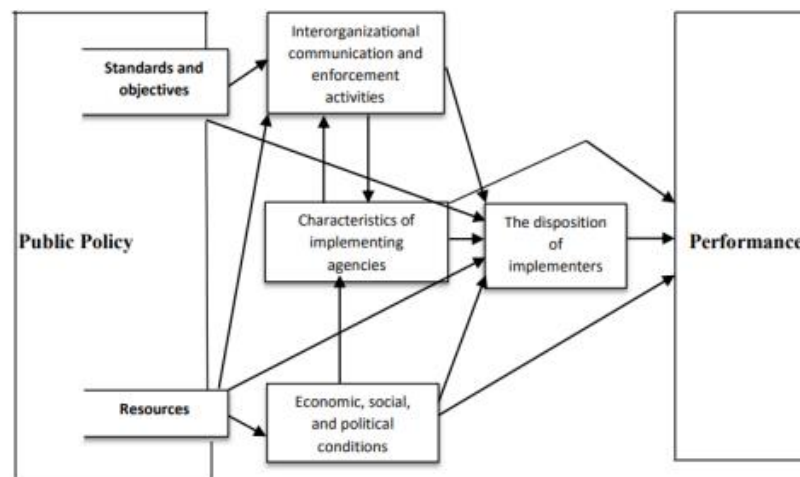 Interorganizational
communication and
enforcement
activities
Standards and
objectives
Public Policy
Characteristics of
implementing
agencies
The disposition
of
implementers
Performance
Resources
Economic, social,
and political
conditions